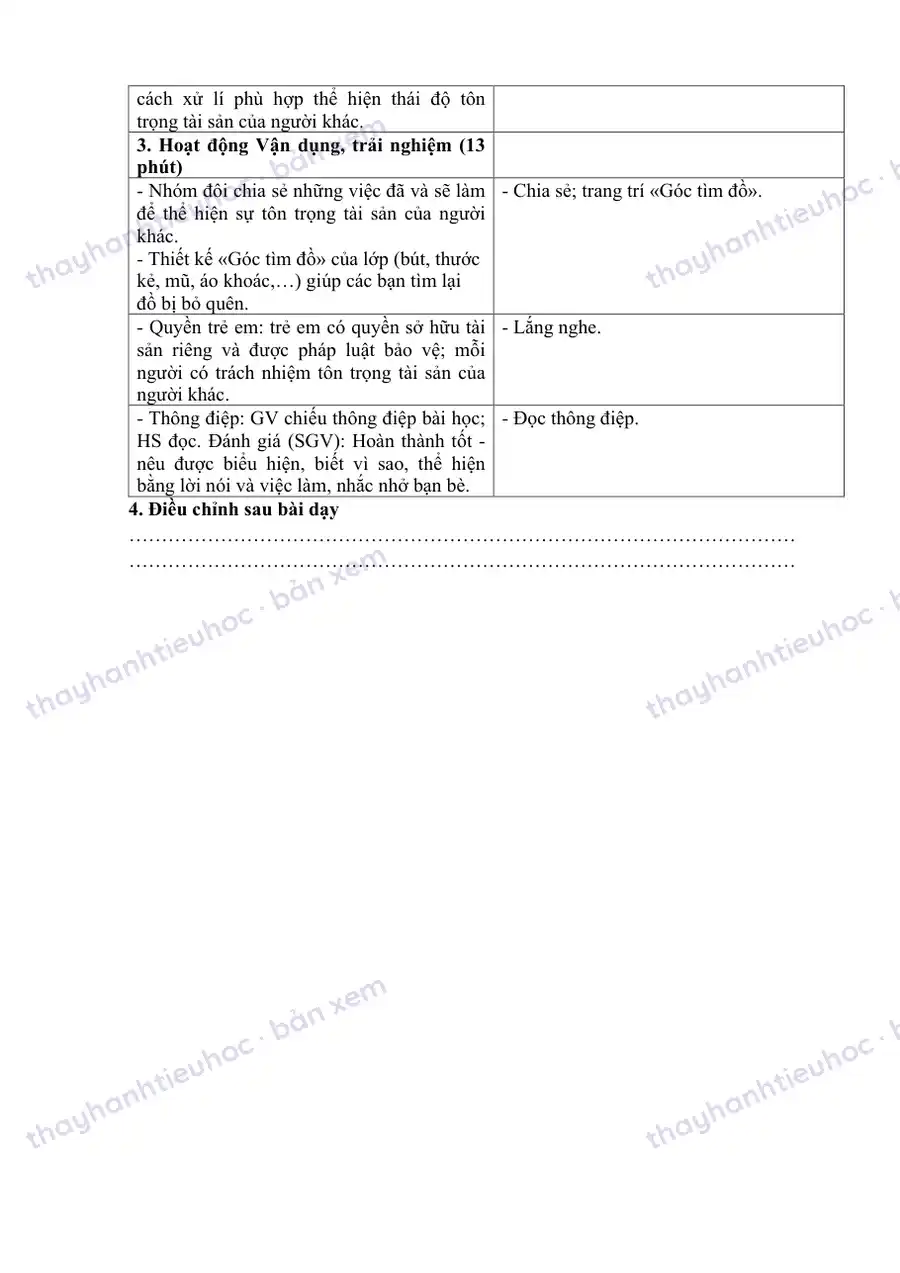 cách xử lí phù hợp thể hiện thái độ tôn
trọng tài sản của người khác.
3. Hoạt động Vận dụng, trải nghiệm (13
phút)
- Nhóm đôi chia sẻ những việc đã và sẽ làm
để thể hiện sự tôn trọng tài sản của người
khác.
- Thiết kế «Góc tìm đồ» của lớp (bút, thước
kẻ, mũ, áo khoác,…) giúp các bạn tìm lại
đồ bị bỏ quên.
- Chia sẻ; trang trí «Góc tìm đồ».
- Quyền trẻ em: trẻ em có quyền sở hữu tài
sản riêng và được pháp luật bảo vệ; mỗi
người có trách nhiệm tôn trọng tài sản của
người khác.
- Lắng nghe.
- Thông điệp: GV chiếu thông điệp bài học;
HS đọc. Đánh giá (SGV): Hoàn thành tốt -
nêu được biểu hiện, biết vì sao, thể hiện
bằng lời nói và việc làm, nhắc nhở bạn bè.
- Đọc thông điệp.
4. Điều chỉnh sau bài dạy
…………………………………………………………………………………………
…………………………………………………………………………………………
thayhanhtieuhoc · bản xem
thayhanhtieuhoc · b
thayhanhtieuhoc · bản xem
thayhanhtieuhoc · b
thayhanhtieuhoc · bản xem
thayhanhtieuhoc · b